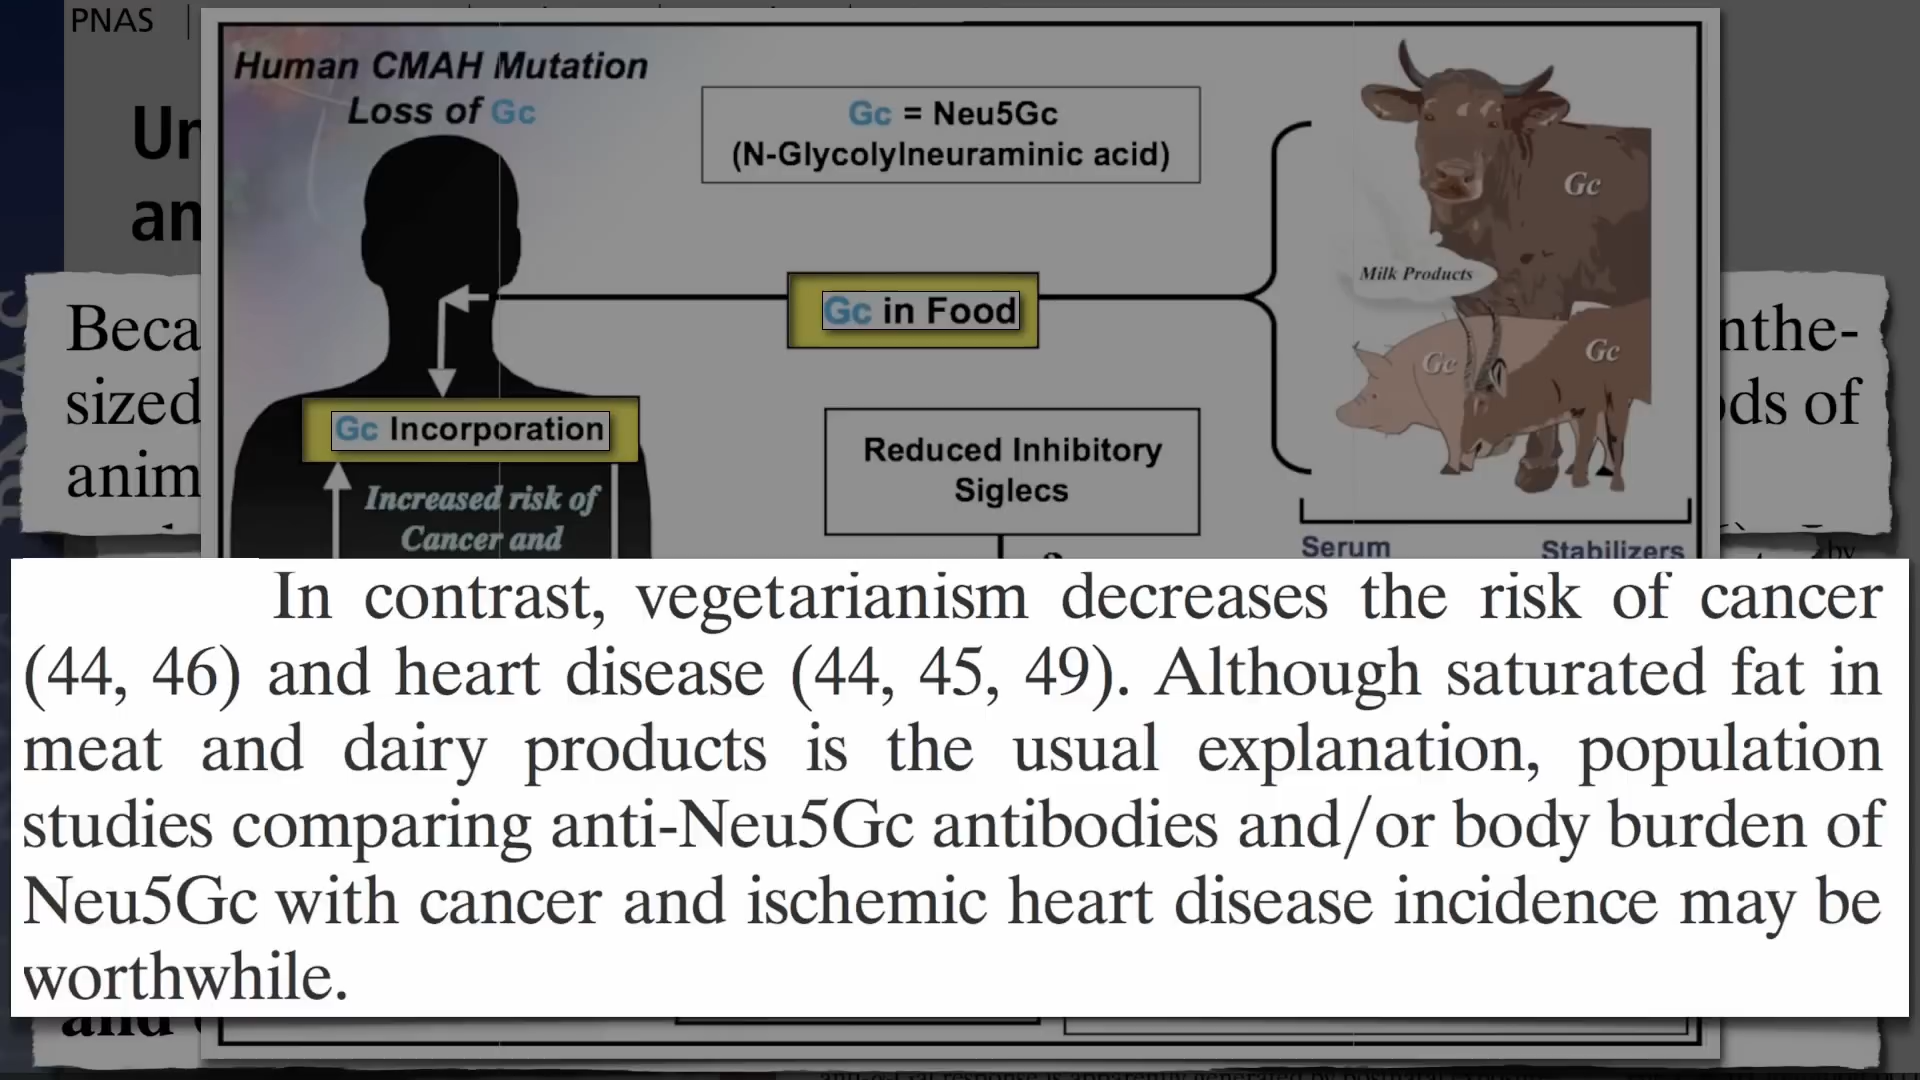 PNAS
Human CMAH Mutation
Loss of Gc
Gc = Neu5Gc
(N-Glycolylneuraminic acid)
Gc
Milk Products
Gc in Food
Gc
Gc
Gc Incorporation
Increased risk of
Cancer and
Reduced Inhibitory
Siglecs
Serum
Stabilizers
Un
an
Beca
nthe-
sized
ods of
anim
by
In contrast, vegetarianism decreases the risk of cancer
(44, 46) and heart disease (44, 45, 49). Although saturated fat in
meat and dairy products is the usual explanation, population
studies comparing anti-Neu5Gc antibodies and/or body burden of
Neu5Gc with cancer and ischemic heart disease incidence may be
worthwhile.
and